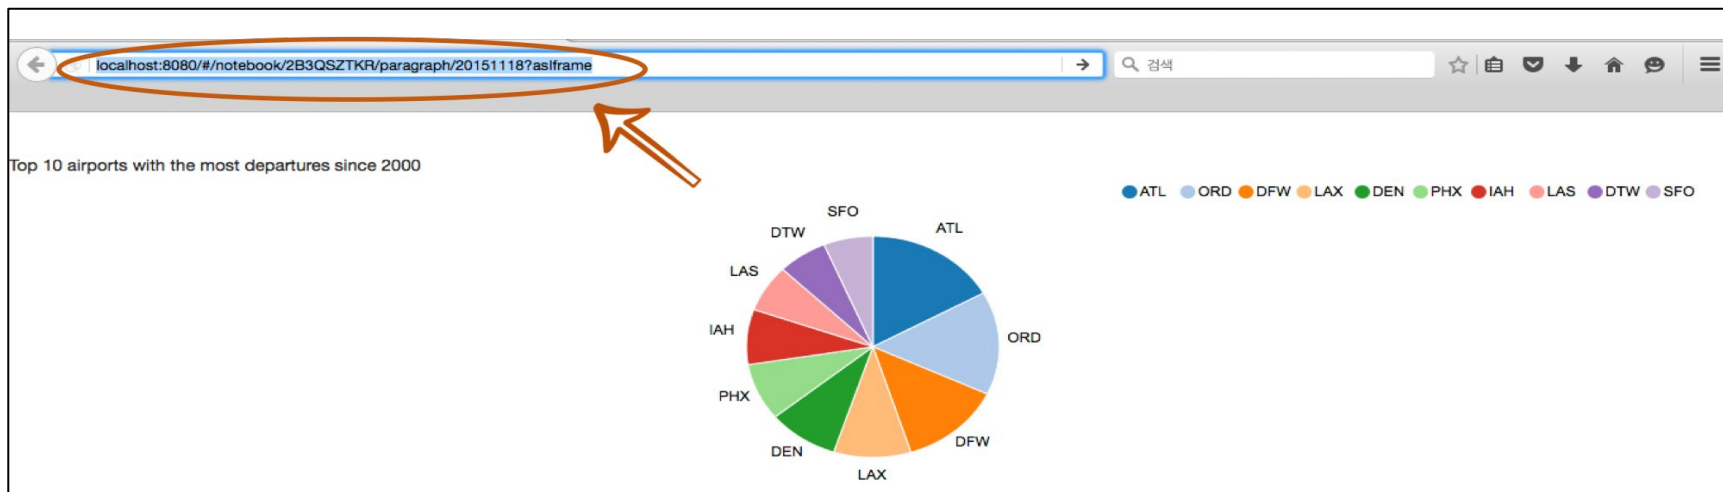 localhost:8080/#/notebook/2B3QSZTKR/paragraph/20151118?asIframe
검색
Top 10 airports with the most departures since 2000
ATL ORD DFW LAX DEN PHX IAH LAS DTW SFO
SFO
ATL
DTW
LAS
IAH
ORD
PHX
DFW
DEN
LAX